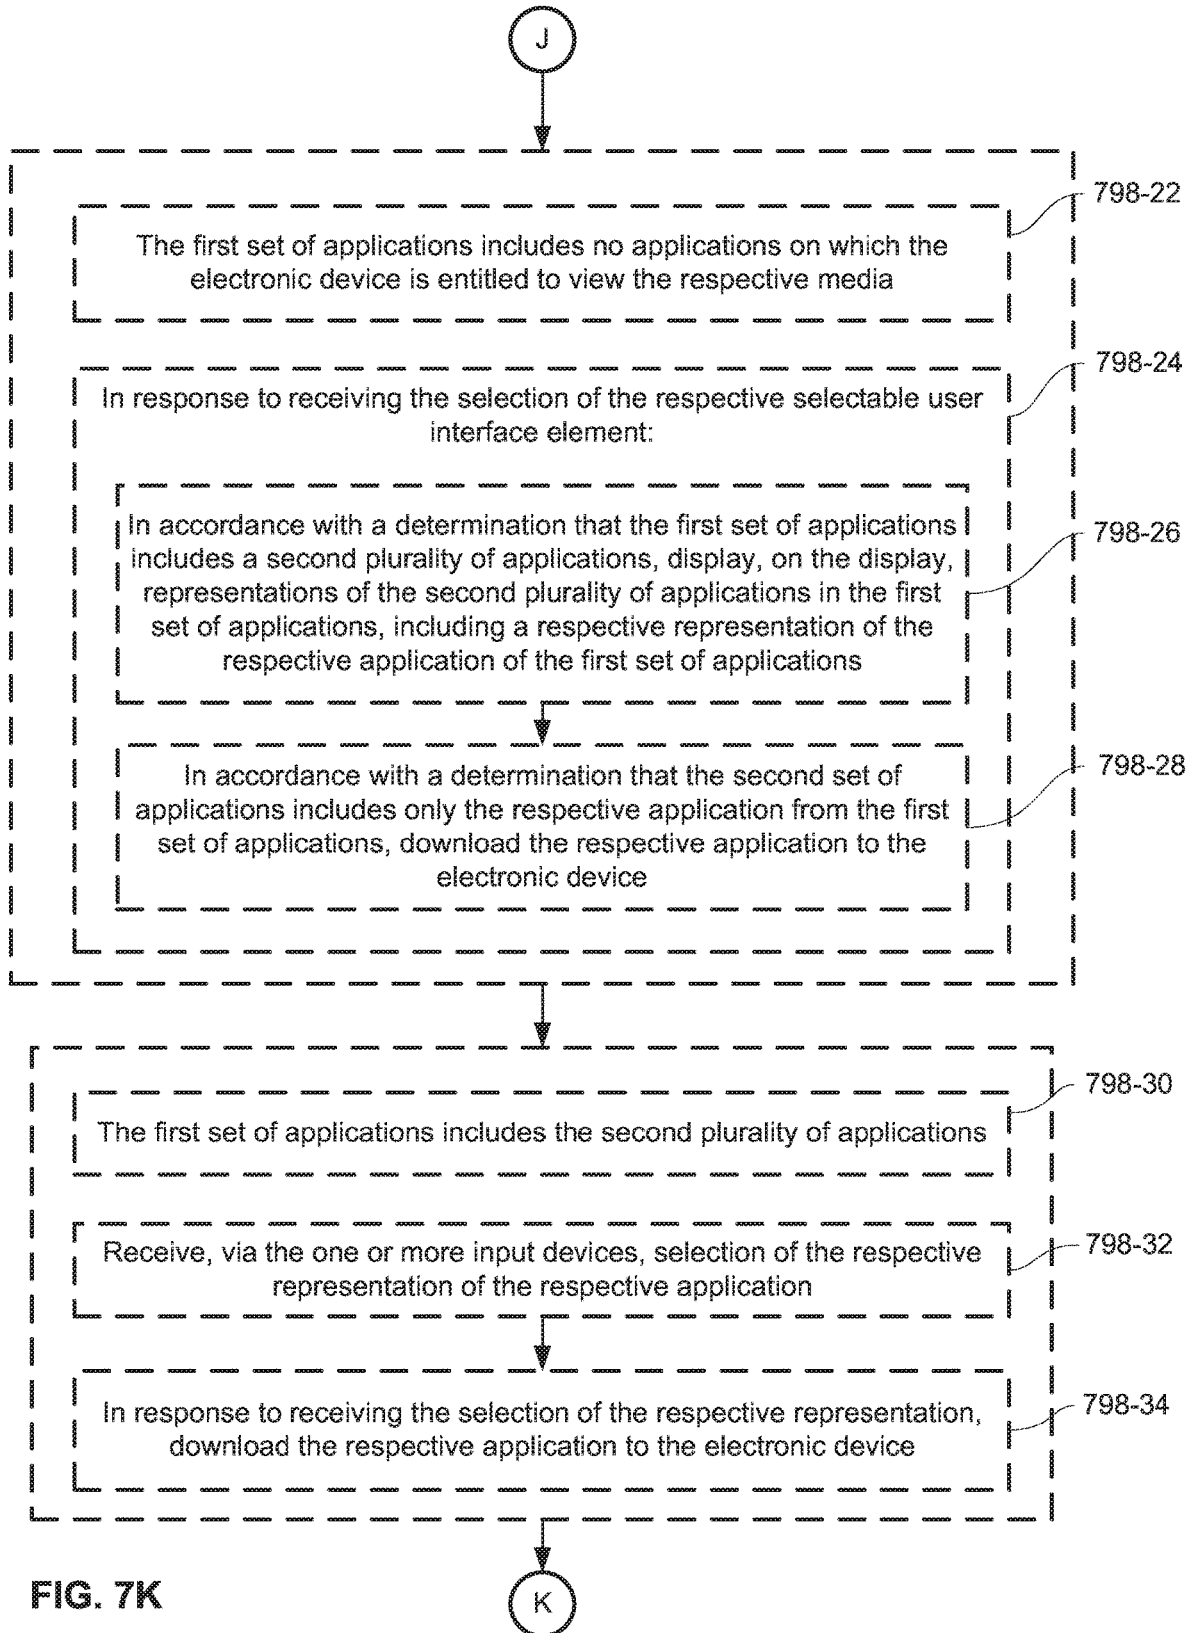 J
798-22
The first set of applications includes no applications on which the
electronic device is entitled to view the respective media
798-24
In response to receiving the selection of the respective selectable user
interface element:
798-26
In accordance with a determination that the first set of applications
includes a second plurality of applications, display, on the display,
representations of the second plurality of applications in the first
set of applications, including a respective representation of the
respective application of the first set of applications
798-28
In accordance with a determination that the second set of
applications includes only the respective application from the first
set of applications, download the respective application to the
electronic device
798-30
The first set of applications includes the second plurality of applications
798-32
Receive, via the one or more input devices, selection of the respective
representation of the respective application
798-34
In response to receiving the selection of the respective representation,
download the respective application to the electronic device
FIG. 7K
K